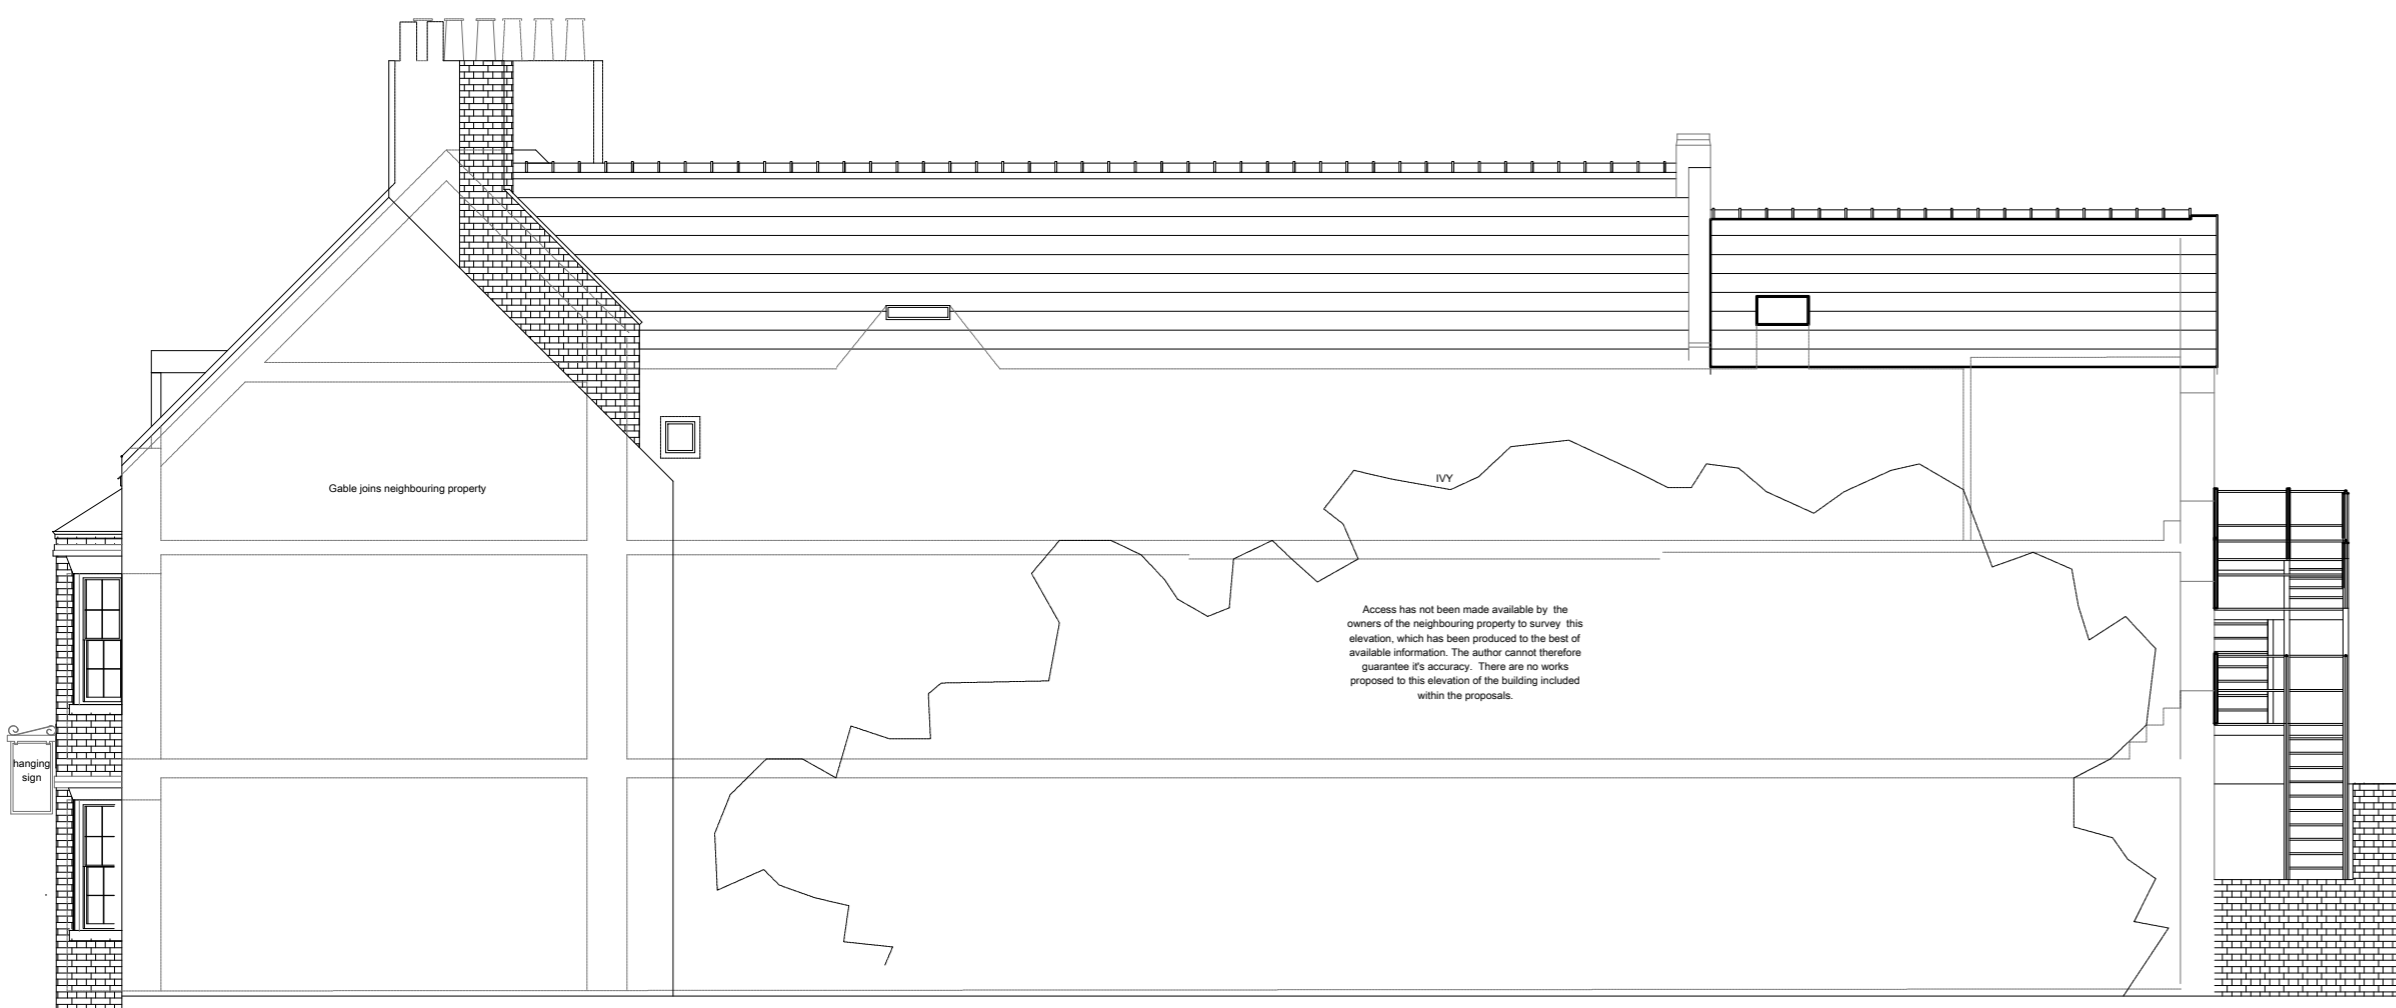 IVY
Gable joins neighbouring property
Access has not been made available by the
owners of the neighbouring property to survey this
elevation, which has been produced to the best of
available information. The author cannot therefore
guarantee it's accuracy. There are no works
proposed to this elevation of the building included
within the proposals.
hanging
sign